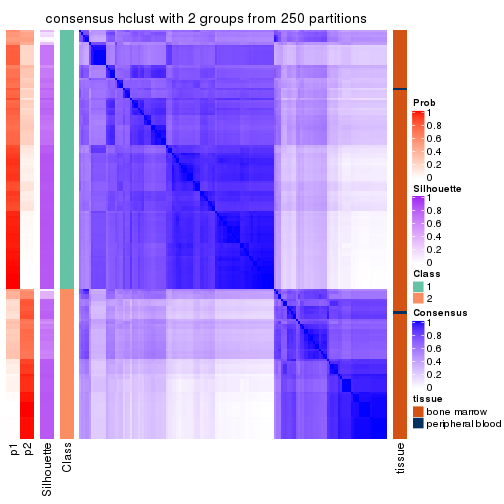 consensus hclust with 2 groups from 250 partitions
Prob
1
0.8
0.6
0.4
0.2
0
Silhouette
1
0.8
0.6
0.4
0.2
0
Class
1
2
Consensus
1
0.8
0.6
0.4
0.2
0
tissue
bone marrow
peripheral blood
p1
p2
Silhouette
Class
tissue